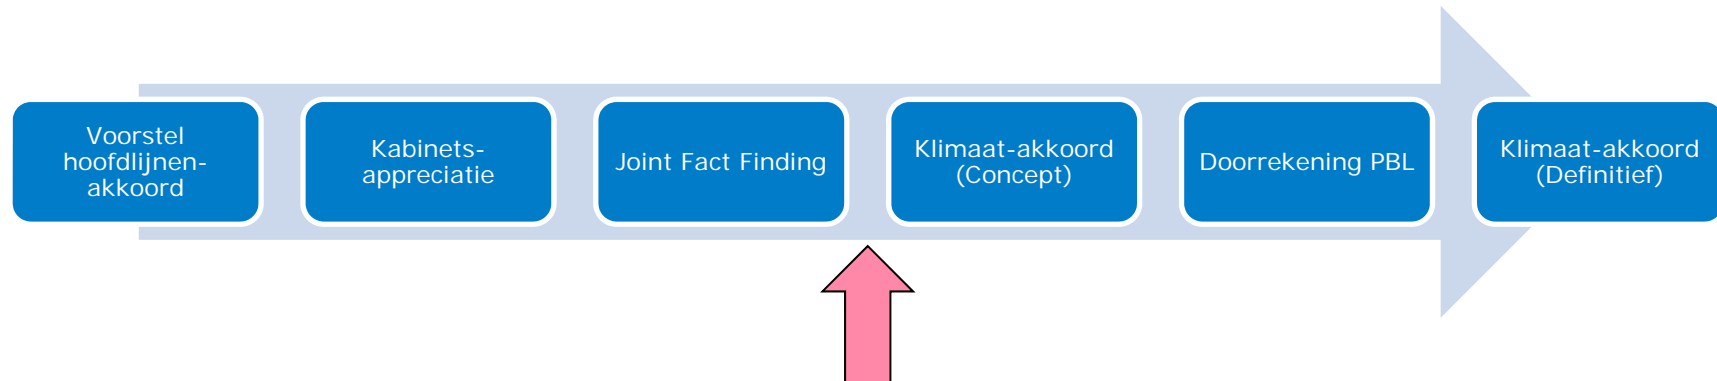 Voorstel
hoofdlijnen-
akkoord
Kabinets-
appreciatie
Joint Fact Finding
Klimaat-akkoord
(Concept)
Doorrekening PBL
Klimaat-akkoord
(Definitief)